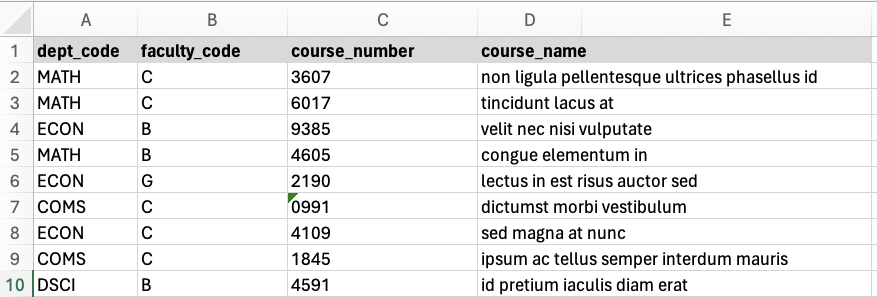 A B C D E
1 dept_code faculty_code course_number course_name
2 MATH C 3607 non ligula pellentesque ultrices phasellus id
3 MATH C 6017 tincidunt lacus at
4 ECON B 9385 velit nec nisi vulputate
5 MATH B 4605 congue elementum in
6 ECON G 2190 lectus in est risus auctor sed
7 COMS C 0991 dictumst morbi vestibulum
8 ECON C 4109 sed magna at nunc
9 COMS C 1845 ipsum ac tellus semper interdum mauris
10 DSCI B 4591 id pretium iaculis diam erat